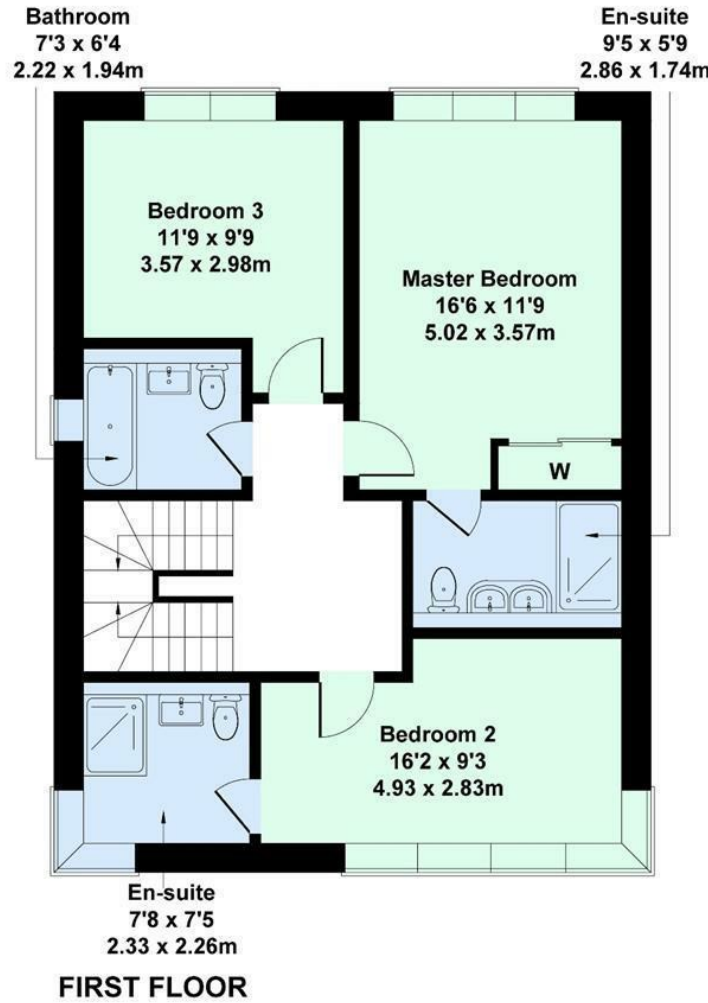 Bathroom
7'3 x 6'4
2.22 x 1.94m
En-suite
9'5 x 5'9
2.86 x 1.74m
Bedroom 3
11'9 x 9'9
3.57 x 2.98m
Master Bedroom
16'6 x 11'9
5.02 x 3.57m
W
Bedroom 2
16'2 x 9'3
4.93 x 2.83m
En-suite
7'8 x 7'5
2.33 x 2.26m
FIRST FLOOR